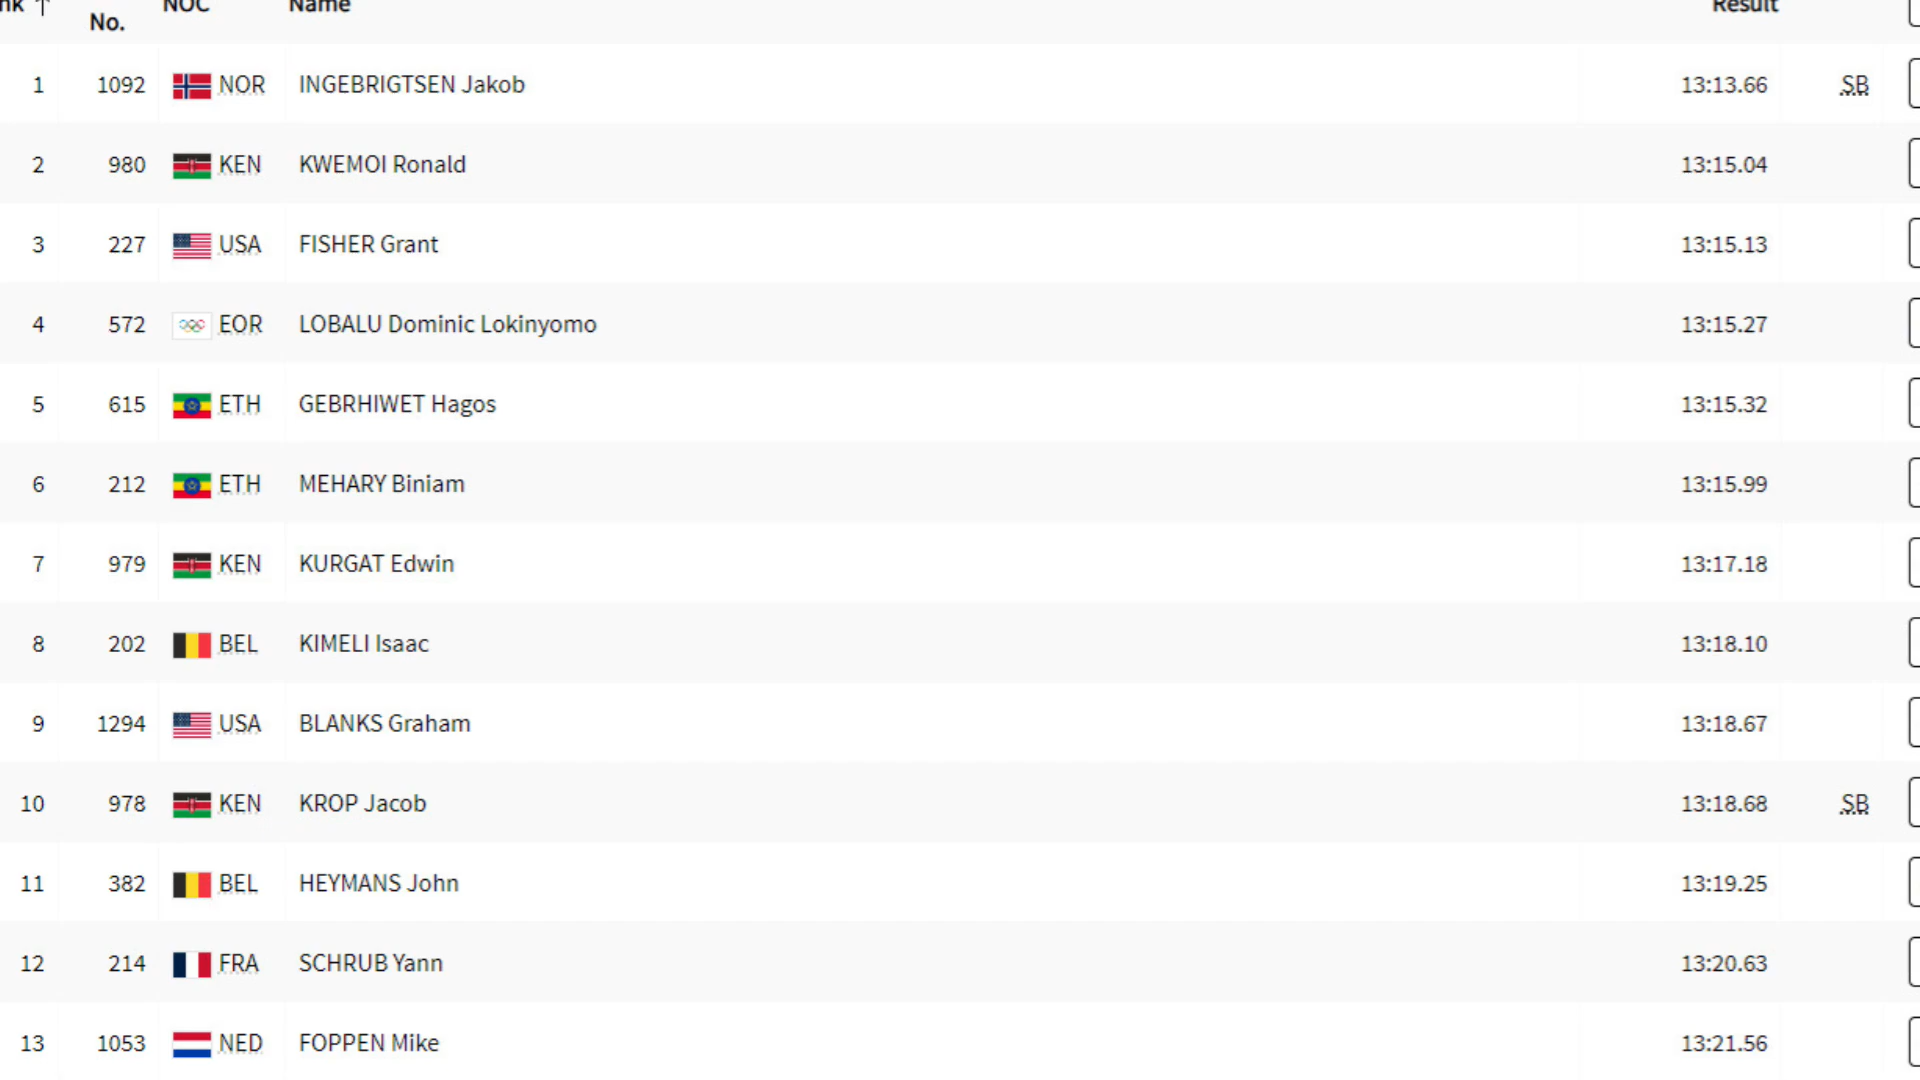 nk ↑ No. NOC Name Result
1 1092 NOR INGEBRIGTSEN Jakob 13:13.66 SB
2 980 KEN KWEMOI Ronald 13:15.04
3 227 USA FISHER Grant 13:15.13
4 572 EOR LOBALU Dominic Lokinyomo 13:15.27
5 615 ETH GEBRHIWET Hagos 13:15.32
6 212 ETH MEHARY Biniam 13:15.99
7 979 KEN KURGAT Edwin 13:17.18
8 202 BEL KIMELI Isaac 13:18.10
9 1294 USA BLANKS Graham 13:18.67
10 978 KEN KROP Jacob 13:18.68 SB
11 382 BEL HEYMANS John 13:19.25
12 214 FRA SCHRUB Yann 13:20.63
13 1053 NED FOPPEN Mike 13:21.56